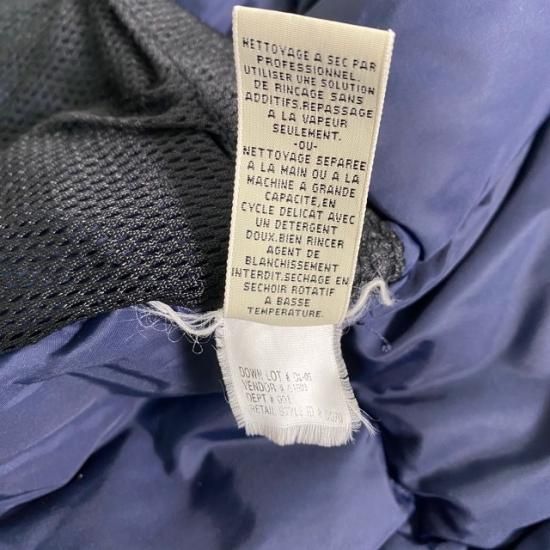 NETTOYAGE A SEC PAR
PROFESSIONNEL.
UTILISER UNE SOLUTION
DE RINCAGE SANS
ADDITIFS.REPASSAGE
A LA VAPEUR
SEULEMENT.
-OU-
NETTOYAGE SEPAREE
A LA MAIN OU A LA
MACHINE A GRANDE
CAPACITE,EN
CYCLE DELICAT AVEC
UN DETERGENT
DOUX.BIEN RINCER
AGENT DE
BLANCHISSEMENT
INTERDIT.SECHAGE EN
SECHOIR ROTATIF
A BASSE
TEMPERATURE.
DOWN LOT #
VENDOR #
DEPT # 001
RETAIL STYLE ID #